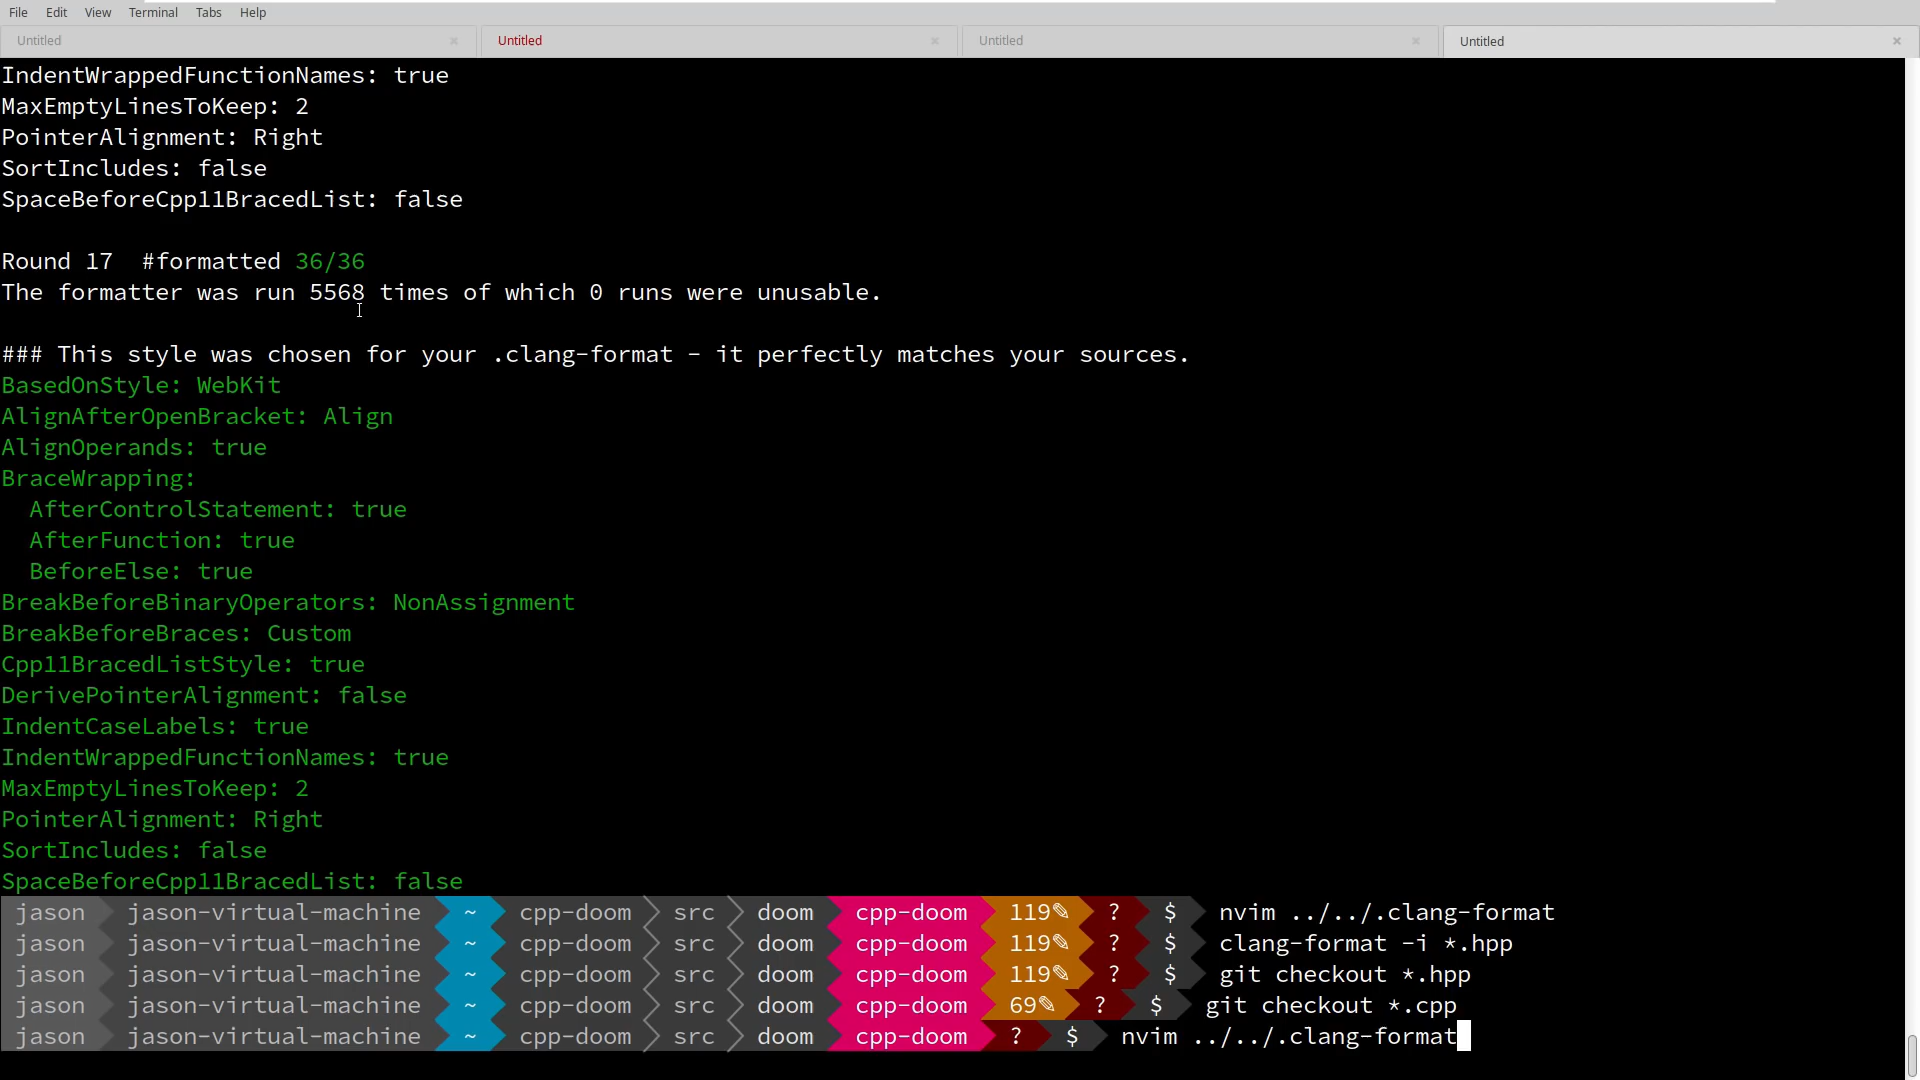 File Edit View Terminal Tabs Help
Untitled Untitled Untitled Untitled
IndentWrappedFunctionNames: true
MaxEmptyLinesToKeep: 2
PointerAlignment: Right
SortIncludes: false
SpaceBeforeCpp11BracedList: false
Round 17 #formatted 36/36
The formatter was run 5568 times of which 0 runs were unusable.
### This style was chosen for your .clang-format - it perfectly matches your sources.
BasedOnStyle: WebKit
AlignAfterOpenBracket: Align
AlignOperands: true
BraceWrapping:
  AfterControlStatement: true
  AfterFunction: true
  BeforeElse: true
BreakBeforeBinaryOperators: NonAssignment
BreakBeforeBraces: Custom
Cpp11BracedListStyle: true
DerivePointerAlignment: false
IndentCaseLabels: true
IndentWrappedFunctionNames: true
MaxEmptyLinesToKeep: 2
PointerAlignment: Right
SortIncludes: false
SpaceBeforeCpp11BracedList: false
jason jason-virtual-machine ~ cpp-doom src doom cpp-doom 119✎ ? $ nvim ../../.clang-format
jason jason-virtual-machine ~ cpp-doom src doom cpp-doom 119✎ ? $ clang-format -i *.hpp
jason jason-virtual-machine ~ cpp-doom src doom cpp-doom 119✎ ? $ git checkout *.hpp
jason jason-virtual-machine ~ cpp-doom src doom cpp-doom 69✎ ? $ git checkout *.cpp
jason jason-virtual-machine ~ cpp-doom src doom cpp-doom ? $ nvim ../../.clang-format